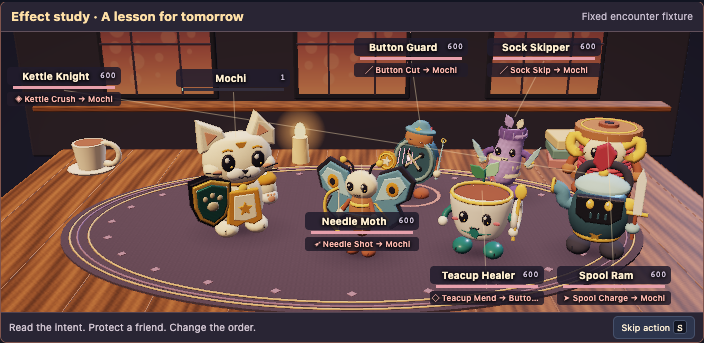 Effect study · A lesson for tomorrow
Fixed encounter fixture
Button Guard 600
Button Cut → Mochi
Sock Skipper 600
Sock Skip → Mochi
Kettle Knight 600
Kettle Crush → Mochi
Mochi 1
Needle Moth 600
Needle Shot → Mochi
Teacup Healer 600
Teacup Mend → Butto...
Spool Ram 600
Spool Charge → Mochi
Read the intent. Protect a friend. Change the order.
Skip action S